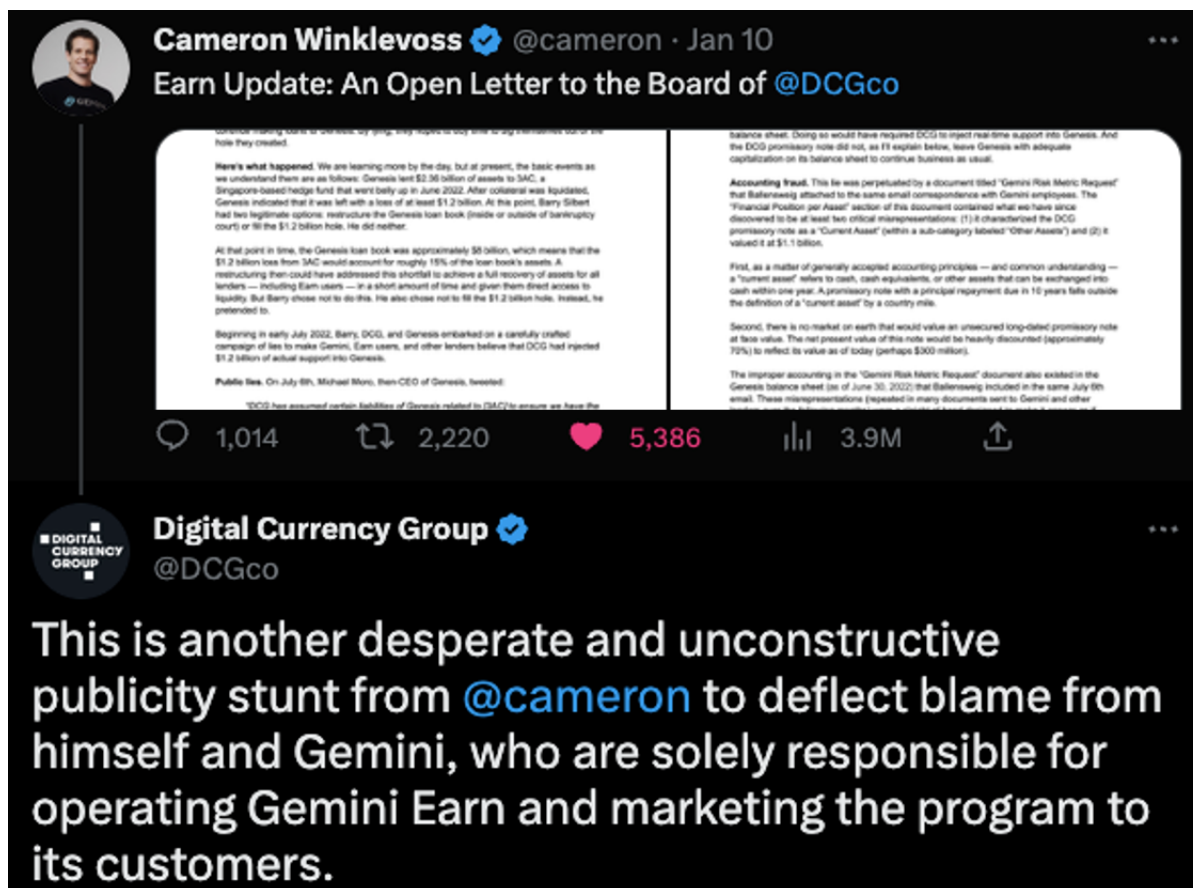 Cameron Winklevoss @cameron · Jan 10
Earn Update: An Open Letter to the Board of @DCGco
hole they created.
Here's what happened. We are learning more by the day, but at present, the basic events as
we understand them are as follows: Genesis lent $2.36 billion of assets to 3AC, a
Singapore-based hedge fund that went belly up in June 2022. After collateral was liquidated,
Genesis indicated that it was left with a loss of at least $1.2 billion. At this point, Barry Silbert
had two legitimate options: restructure the Genesis loan book (inside or outside of bankruptcy
court) or fill the $1.2 billion hole. He did neither.
At that point in time, the Genesis loan book was approximately $8 billion, which means that the
$1.2 billion loss from 3AC would account for roughly 15% of the loan book's assets. A
restructuring then could have addressed this shortfall to achieve a full recovery of assets for all
lenders — including Earn users — in a short amount of time and given them direct access to
liquidity. But Barry chose not to do this. He also chose not to fill the $1.2 billion hole. Instead, he
pretended to.
Beginning in early July 2022, Barry, DCG, and Genesis embarked on a carefully crafted
campaign of lies to make Gemini, Earn users, and other lenders believe that DCG had injected
$1.2 billion of actual support into Genesis.
Public lies. On July 6th, Michael Moro, then-CEO of Genesis, tweeted:
"DCG has assumed certain liabilities of Genesis related to [3AC] to ensure we have the
balance sheet. Doing so would have required DCG to inject real-time support into Genesis. And
the DCG promissory note did not, as I'll explain below, leave Genesis with adequate
capitalization on its balance sheet to continue business as usual.
Accounting fraud. This lie was perpetuated by a document titled "Gemini Risk Metric Request"
that Ballensweig attached to the same email correspondence with Gemini employees. The
"Financial Position per Asset" section of this document contained what we have since
discovered to be at least two critical misrepresentations: (1) it characterized the DCG
promissory note as a "Current Asset" (within a sub-category labeled "Other Assets") and (2) it
valued it at $1.1 billion.
First, as a matter of generally accepted accounting principles — and common understanding —
a "current asset" refers to cash, cash equivalents, or other assets that can be exchanged into
cash within one year. A promissory note with a principal repayment due in 10 years falls outside
the definition of a "current asset" by a country mile.
Second, there is no market on earth that would value an unsecured long-dated promissory note
at face value. The net present value of this note would be heavily discounted (approximately
70%) to reflect its value as of today (perhaps $300 million).
The improper accounting in the "Gemini Risk Metric Request" document also existed in the
Genesis balance sheet (as of June 30, 2022) that Ballensweig included in the same July 6th
email. These misrepresentations (repeated in many documents sent to Gemini and other
1,014 2,220 5,386 3.9M
DIGITAL
CURRENCY
GROUP
Digital Currency Group
@DCGco
This is another desperate and unconstructive
publicity stunt from @cameron to deflect blame from
himself and Gemini, who are solely responsible for
operating Gemini Earn and marketing the program to
its customers.